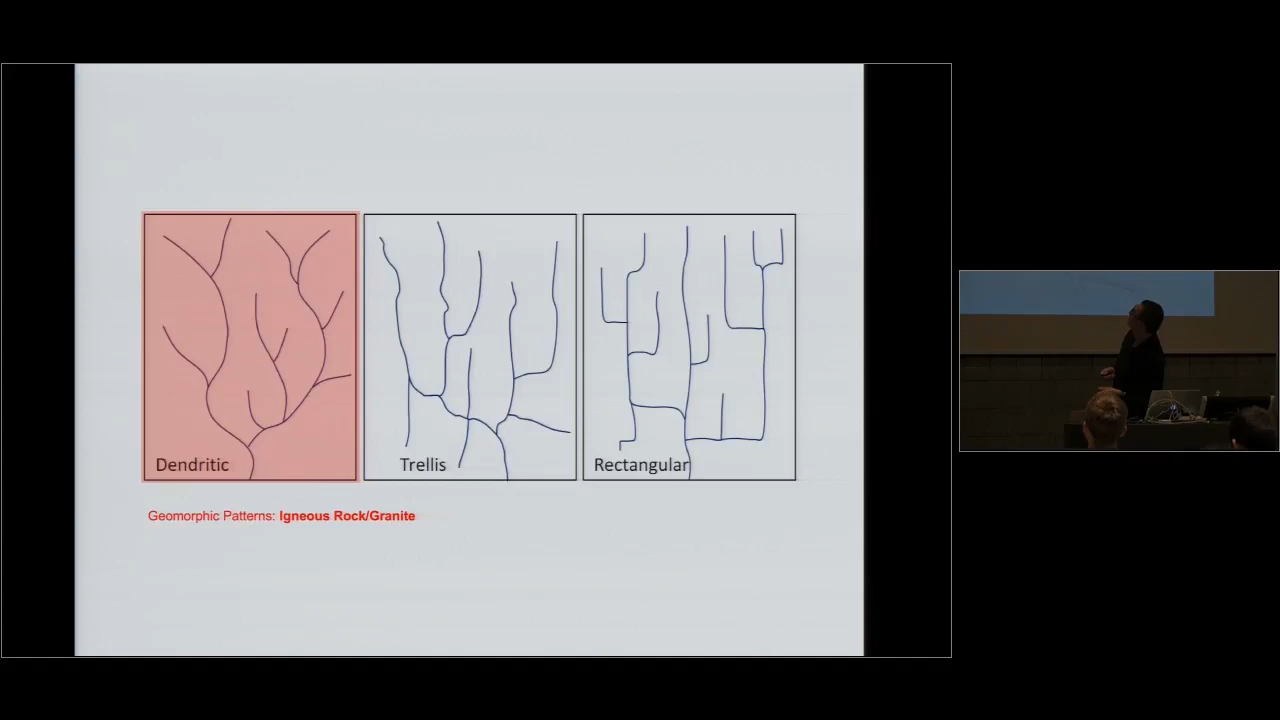 Dendritic
Trellis
Rectangular
Geomorphic Patterns: Igneous Rock/Granite